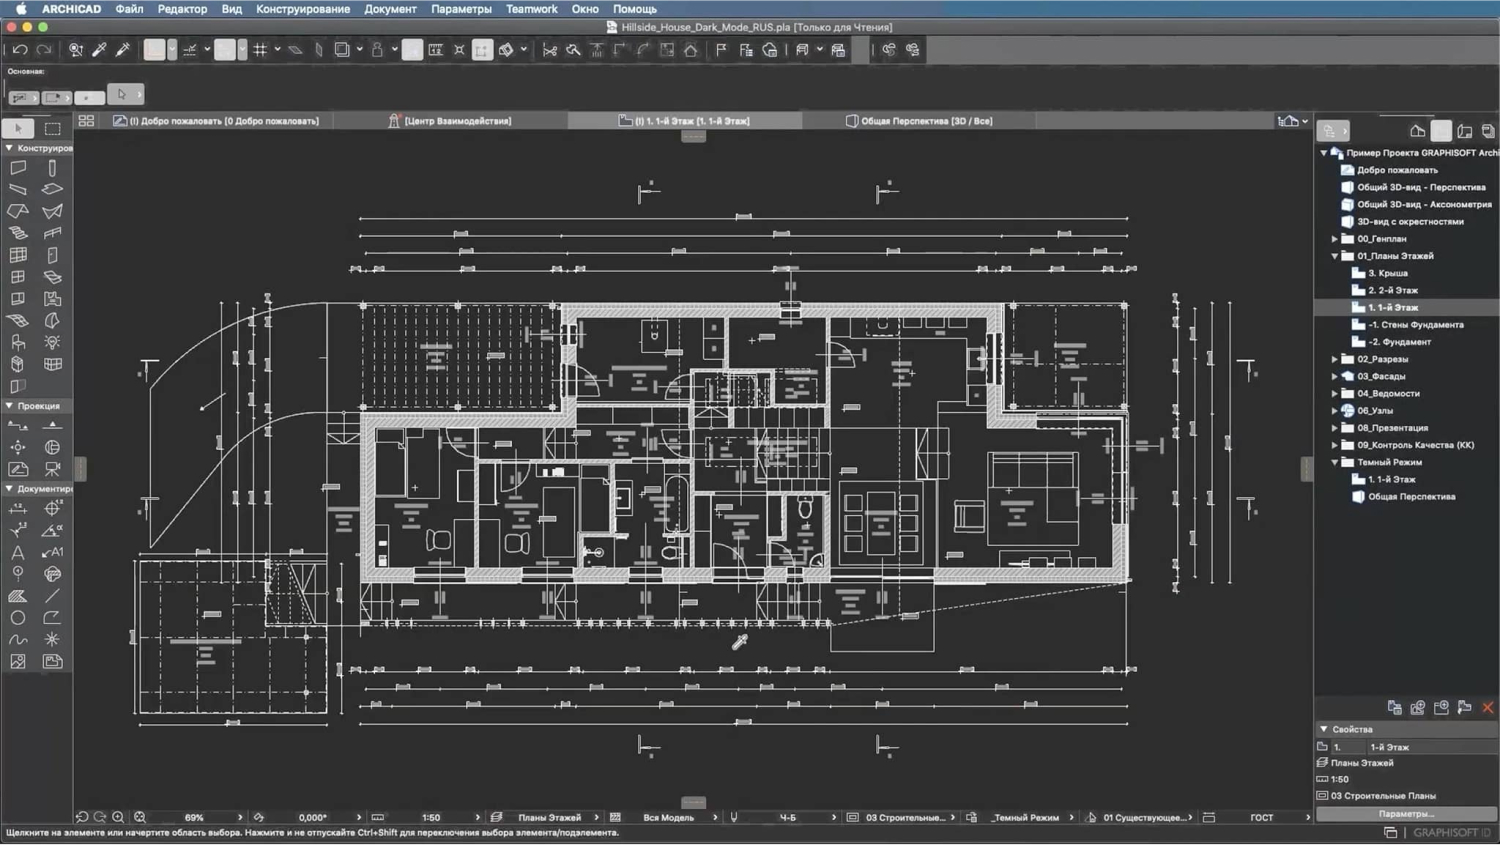 ARCHICAD Файл Редактор Вид Конструирование Документ Параметры Teamwork Окно Помощь
Hillside_House_Dark_Mode_RUS.pla [Только для Чтения]
Основная:
(!) Добро пожаловать [0 Добро пожаловать]
[Центр Взаимодействия]
(!) 1. 1-й Этаж [1. 1-й Этаж]
Общая Перспектива [3D / Все]
Конструиров
Проекция
Документир
A
A1
Пример Проекта GRAPHISOFT Archi
Добро пожаловать
Общий 3D-вид - Перспектива
Общий 3D-вид - Аксонометрия
3D-вид с окрестностями
00_Генплан
01_Планы Этажей
3. Крыша
2. 2-й Этаж
1. 1-й Этаж
-1. Стены Фундамента
-2. Фундамент
02_Разрезы
03_Фасады
04_Ведомости
06_Узлы
08_Презентация
09_Контроль Качества (КК)
Темный Режим
1. 1-й Этаж
Общая Перспектива
Свойства
1. 1-й Этаж
Планы Этажей
1:50
03 Строительные Планы
Параметры...
69% 0,000° 1:50 Планы Этажей Вся Модель Ч-Б 03 Строительные... _Темный Режим 01 Существующее... ГОСТ
Щелкните на элементе или начертите область выбора. Нажмите и не отпускайте Ctrl+Shift для переключения выбора элемента/подэлемента.
GRAPHISOFT ID